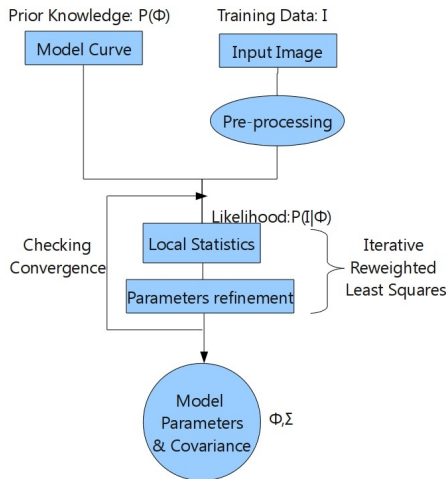 Prior Knowledge: P(Φ)
Training Data: I
Model Curve
Input Image
Pre-processing
Likelihood:P(I|Φ)
Checking
Convergence
Local Statistics
Parameters refinement
Iterative
Reweighted
Least Squares
Model
Parameters
& Covariance
Φ,Σ